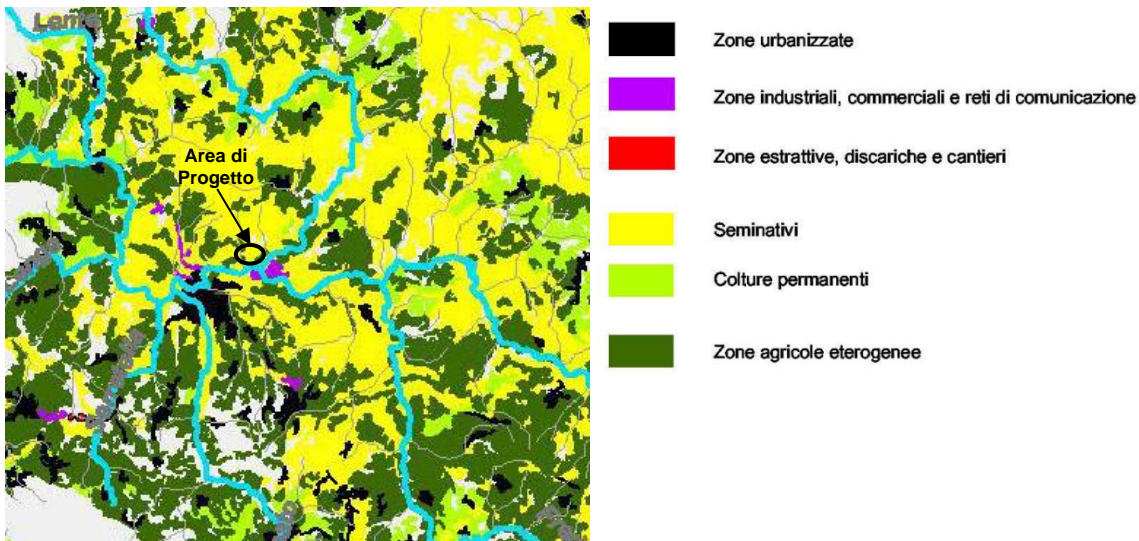 Area di
Progetto
Zone urbanizzate
Zone industriali, commerciali e reti di comunicazione
Zone estrattive, discariche e cantieri
Seminativi
Colture permanenti
Zone agricole eterogenee